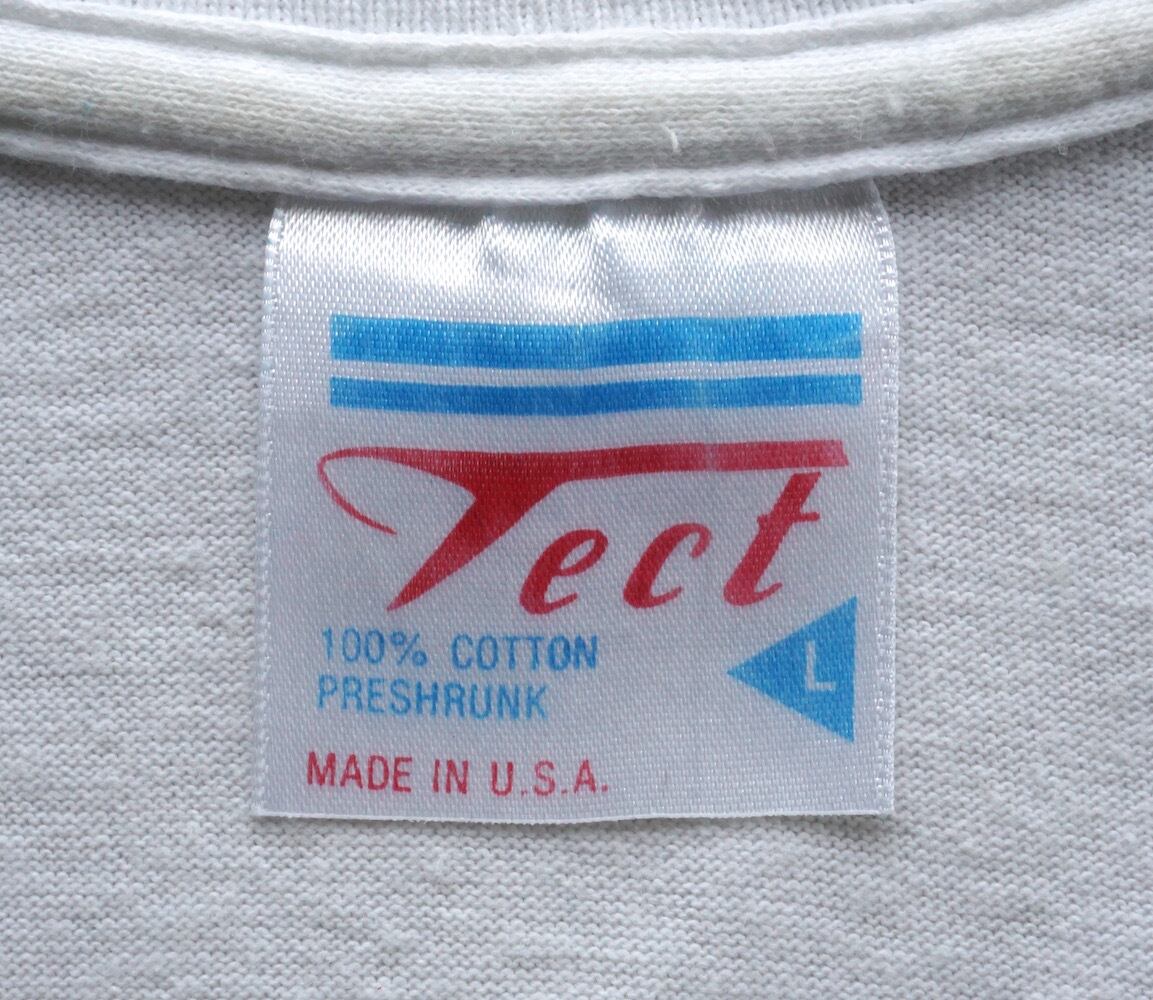 Tect
100% COTTON
PRESHRUNK
L
MADE IN U.S.A.